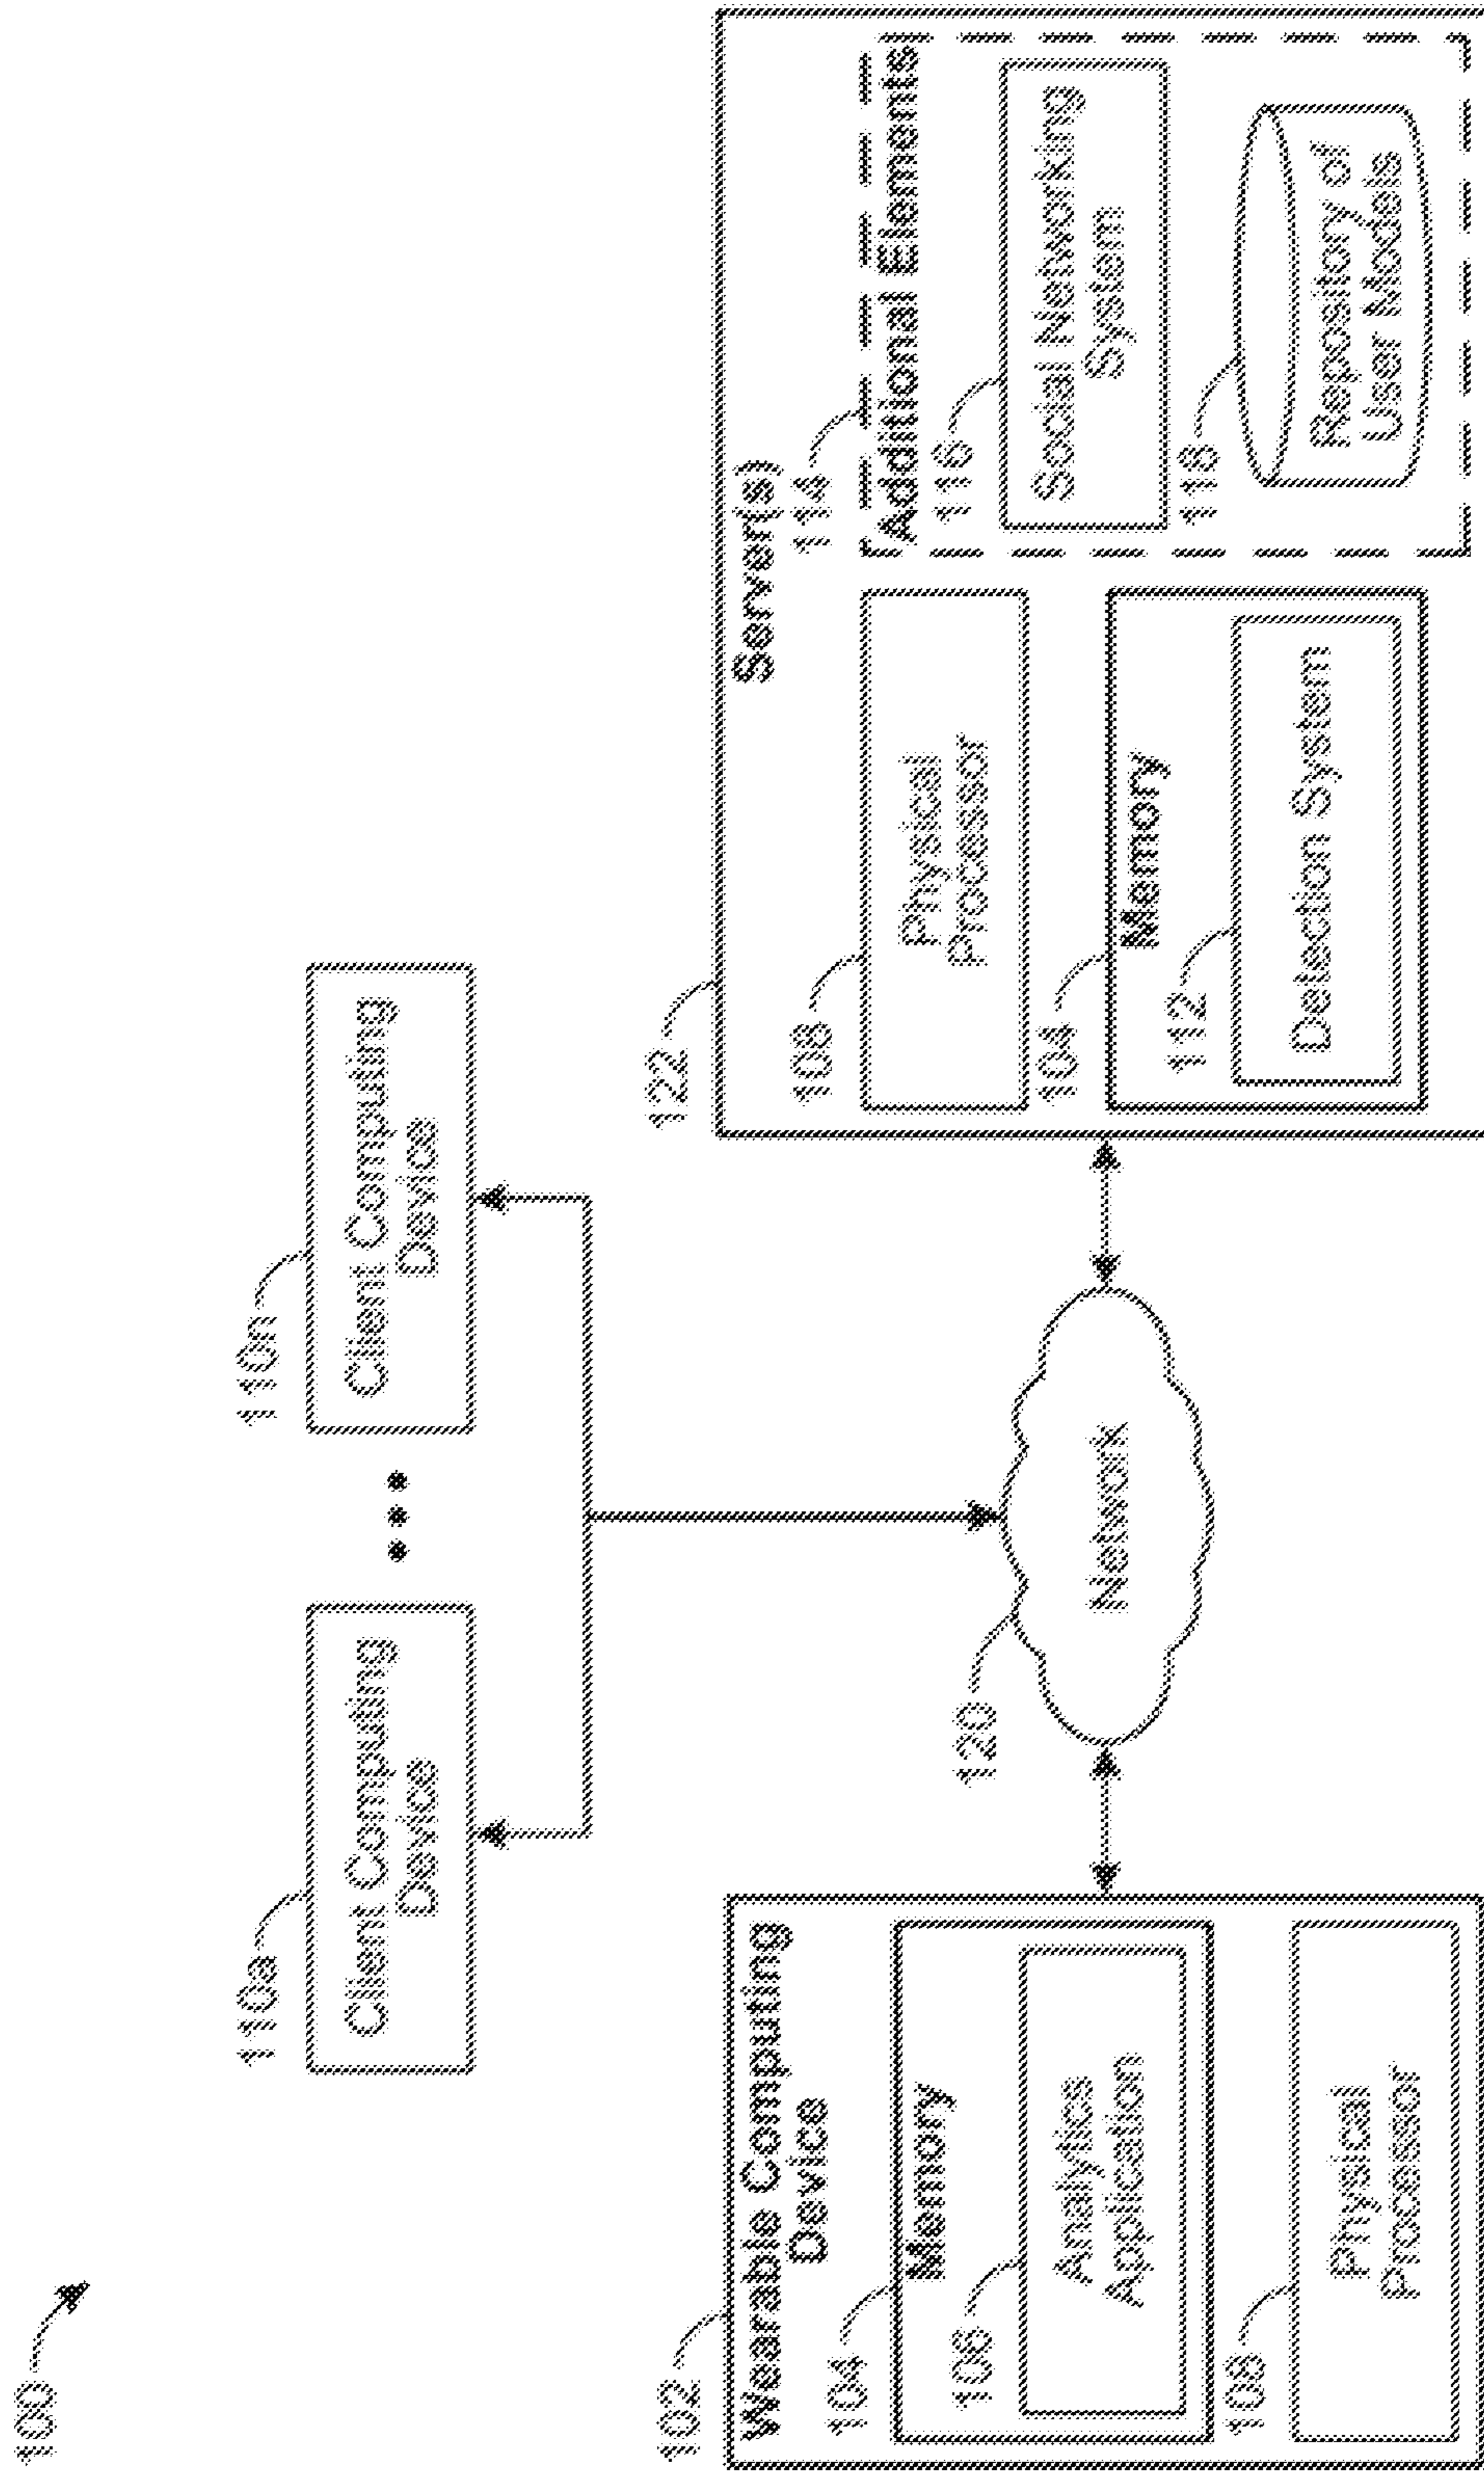 100
110a
Client Computing
Device
110n
Client Computing
Device
102
Wearable Computing
Device
104
Memory
106
Analytics
Application
108
Physical
Processor
120
Network
122
Server(s)
108
Physical
Processor
104
Memory
112
Detection System
114
Additional Elements
116
Social Networking
System
118
Repository of
User Models